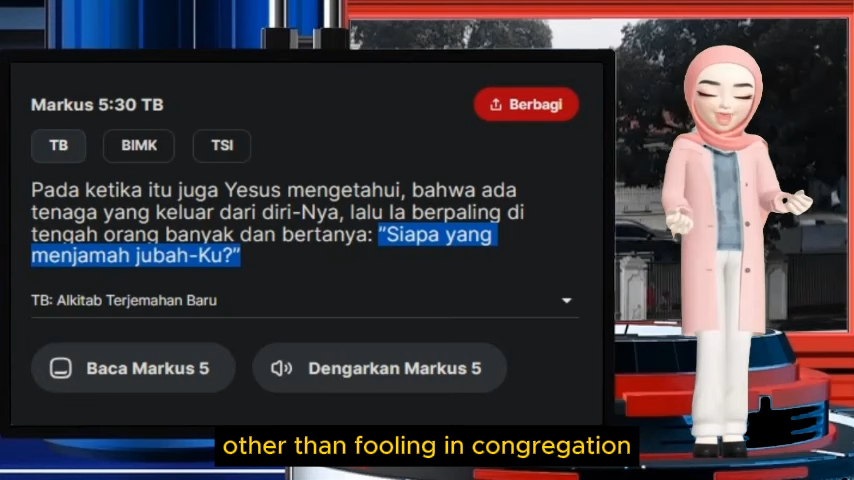 Markus 5:30 TB
Berbagi
TB
BIMK
TSI
Pada ketika itu juga Yesus mengetahui, bahwa ada
tenaga yang keluar dari diri-Nya, lalu Ia berpaling di
tengah orang banyak dan bertanya: "Siapa yang
menjamah jubah-Ku?"
TB: Alkitab Terjemahan Baru
Baca Markus 5
Dengarkan Markus 5
other than fooling in congregation